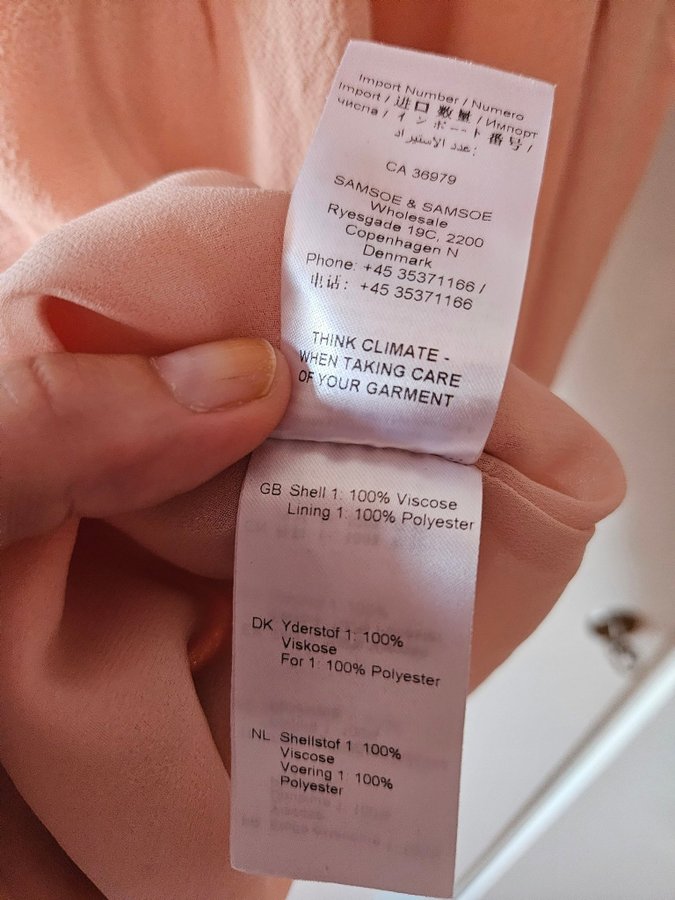 Import Number / Numero
Import / 进口 数量 / Импорт
числа / インポート 番号 /
عدد الاستيراد:
CA 36979
SAMSOE & SAMSOE
Wholesale
Ryesgade 19C, 2200
Copenhagen N
Denmark
Phone: +45 35371166 /
电话: +45 35371166
THINK CLIMATE -
WHEN TAKING CARE
OF YOUR GARMENT
GB Shell 1: 100% Viscose
Lining 1: 100% Polyester
DK Yderstof 1: 100%
Viskose
For 1: 100% Polyester
NL Shellstof 1: 100%
Viscose
Voering 1: 100%
Polyester